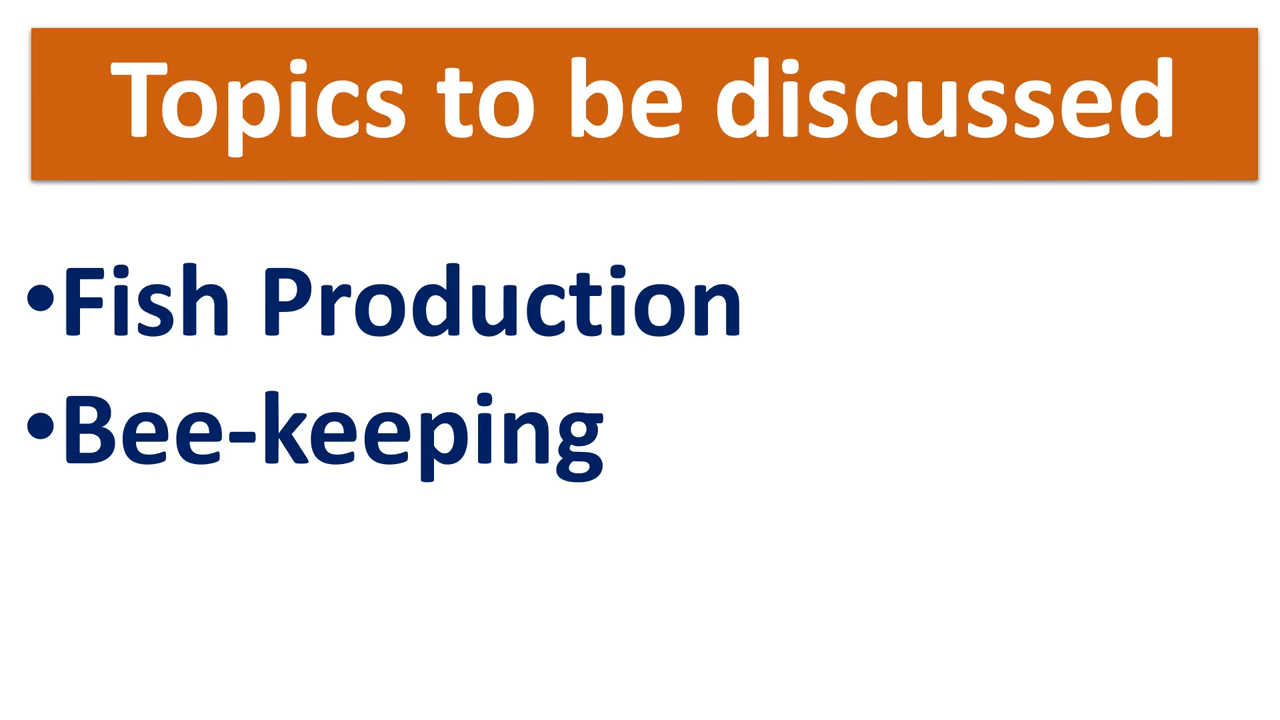 Topics to be discussed
•Fish Production
•Bee-keeping